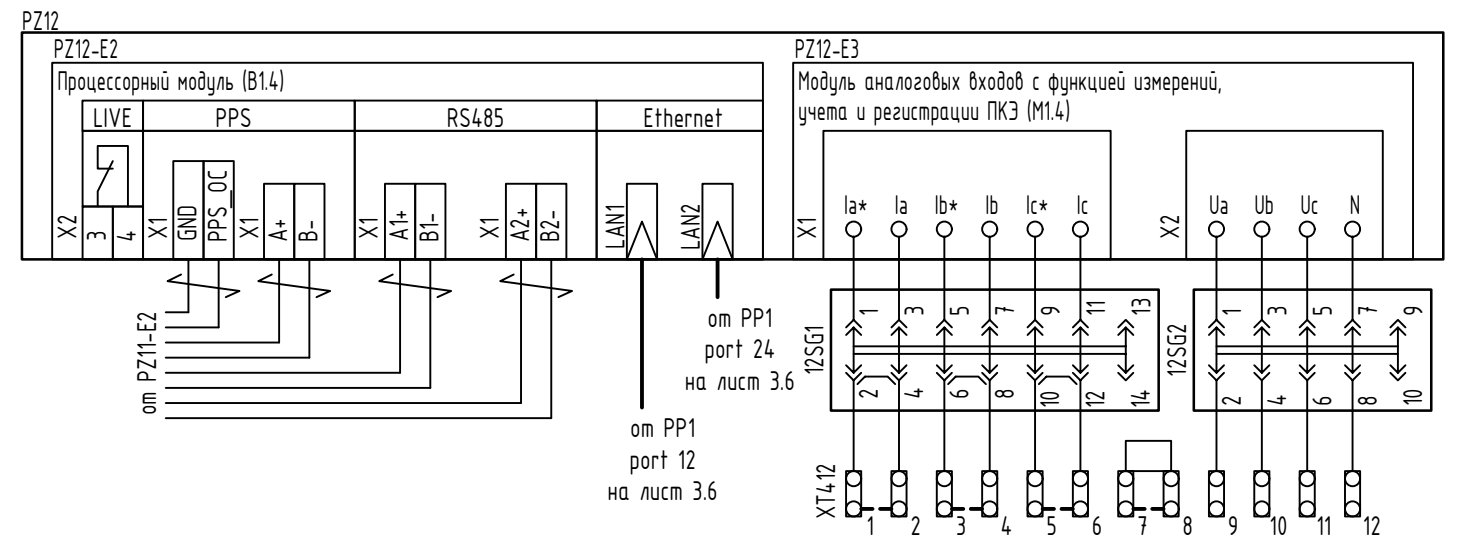 PZ12
PZ12-E2
Процессорный модуль (В1.4)
LIVE PPS RS485 Ethernet
X2 3 4
X1 GND PPS_OC
X1 A+ B-
X1 A1+ B1-
X1 A2+ B2-
LAN1
LAN2
от PZ11-E2
от PP1
port 12
на лист 3.6
от PP1
port 24
на лист 3.6
PZ12-E3
Модуль аналоговых входов с функцией измерений,
учета и регистрации ПКЭ (М1.4)
X1 Ia* Ia Ib* Ib Ic* Ic
X2 Ua Ub Uc N
12SG1
1 3 5 7 9 11 13
2 4 6 8 10 12 14
12SG2
1 3 5 7 9
2 4 6 8 10
XT412
1 2 3 4 5 6 7 8 9 10 11 12